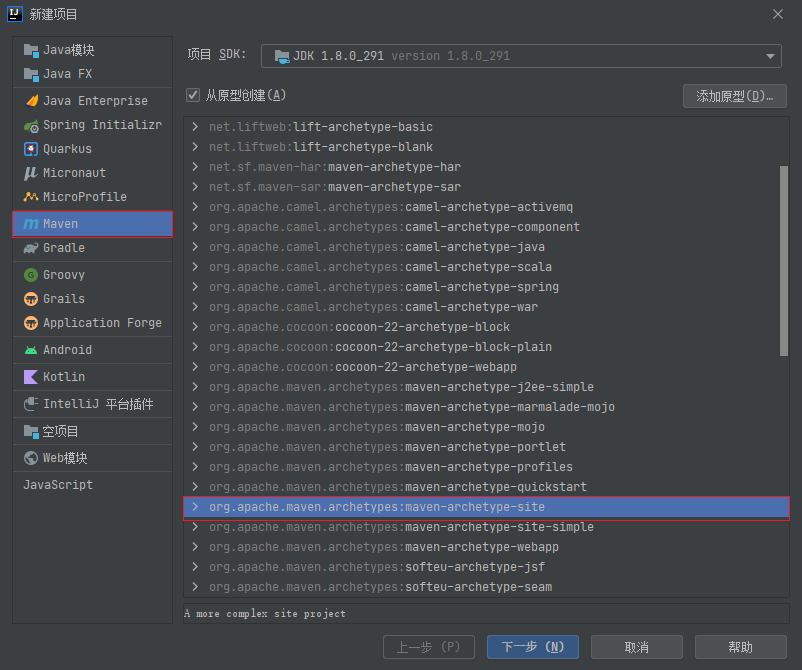 新建项目
Java模块
Java FX
Java Enterprise
Spring Initializr
Quarkus
Micronaut
MicroProfile
Maven
Gradle
Groovy
Grails
Application Forge
Android
Kotlin
IntelliJ 平台插件
空项目
Web模块
JavaScript
项目 SDK: JDK 1.8.0_291 version 1.8.0_291
从原型创建(A) 添加原型(D)…
net.liftweb:lift-archetype-basic
net.liftweb:lift-archetype-blank
net.sf.maven-har:maven-archetype-har
net.sf.maven-sar:maven-archetype-sar
org.apache.camel.archetypes:camel-archetype-activemq
org.apache.camel.archetypes:camel-archetype-component
org.apache.camel.archetypes:camel-archetype-java
org.apache.camel.archetypes:camel-archetype-scala
org.apache.camel.archetypes:camel-archetype-spring
org.apache.camel.archetypes:camel-archetype-war
org.apache.cocoon:cocoon-22-archetype-block
org.apache.cocoon:cocoon-22-archetype-block-plain
org.apache.cocoon:cocoon-22-archetype-webapp
org.apache.maven.archetypes:maven-archetype-j2ee-simple
org.apache.maven.archetypes:maven-archetype-marmalade-mojo
org.apache.maven.archetypes:maven-archetype-mojo
org.apache.maven.archetypes:maven-archetype-portlet
org.apache.maven.archetypes:maven-archetype-profiles
org.apache.maven.archetypes:maven-archetype-quickstart
org.apache.maven.archetypes:maven-archetype-site
org.apache.maven.archetypes:maven-archetype-site-simple
org.apache.maven.archetypes:maven-archetype-webapp
org.apache.maven.archetypes:softeu-archetype-jsf
org.apache.maven.archetypes:softeu-archetype-seam
A more complex site project
上一步 (P) 下一步 (N) 取消 帮助